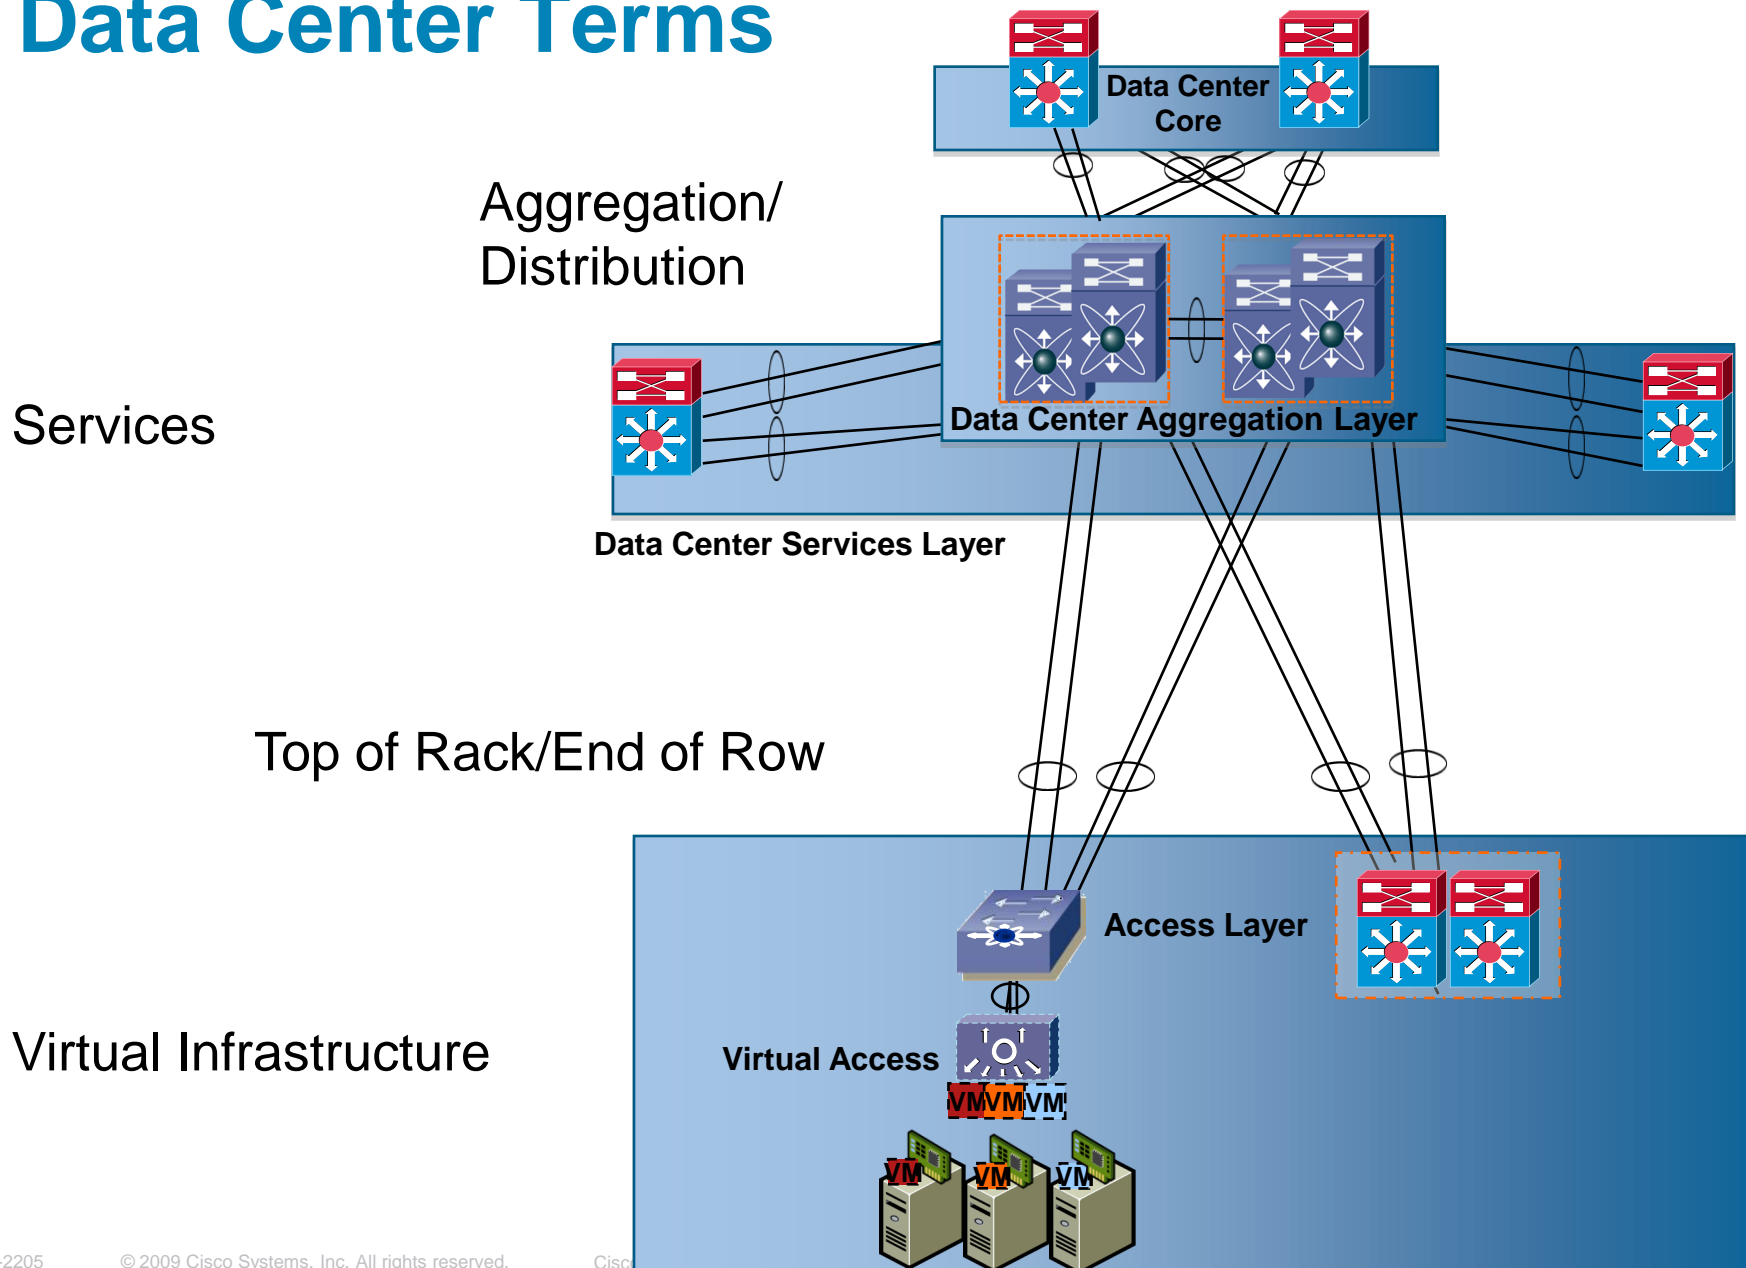 Data Center Terms
Data Center
Core
Aggregation/
Distribution
Services
Data Center Aggregation Layer
Data Center Services Layer
Top of Rack/End of Row
Access Layer
Virtual Infrastructure
Virtual Access
VM VM VM
VM VM VM
-2205 © 2009 Cisco Systems, Inc. All rights reserved.